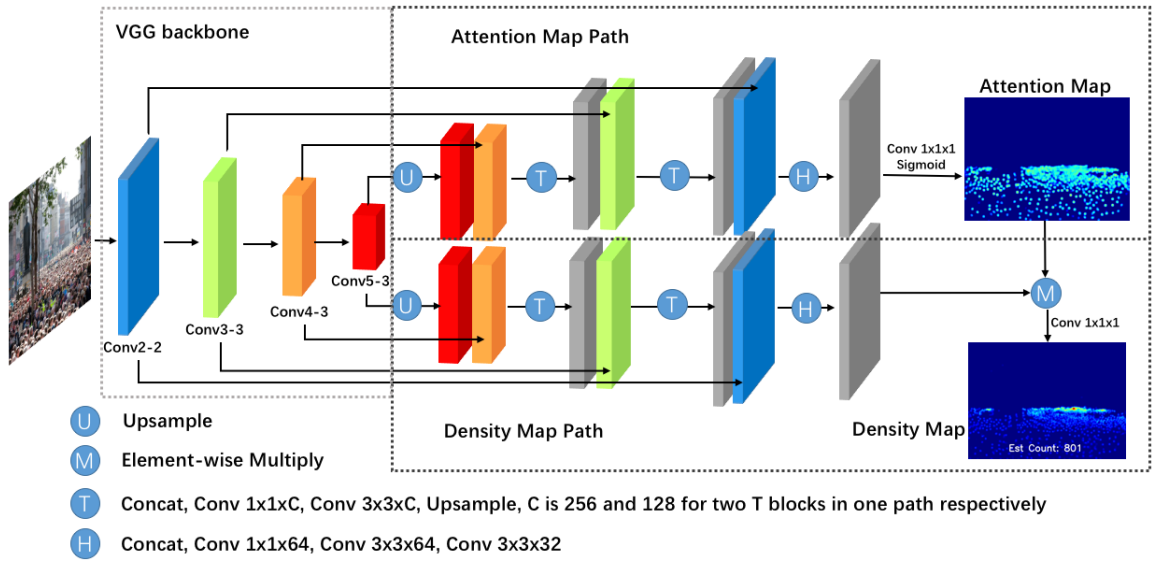 VGG backbone
Attention Map Path
Attention Map
Conv 1x1x1
Sigmoid
U
T
T
H
Conv5-3
Conv4-3
Conv3-3
Conv2-2
U
T
T
H
M
Conv 1x1x1
Density Map Path
Density Map
Est Count: 801
U Upsample
M Element-wise Multiply
T Concat, Conv 1x1xC, Conv 3x3xC, Upsample, C is 256 and 128 for two T blocks in one path respectively
H Concat, Conv 1x1x64, Conv 3x3x64, Conv 3x3x32